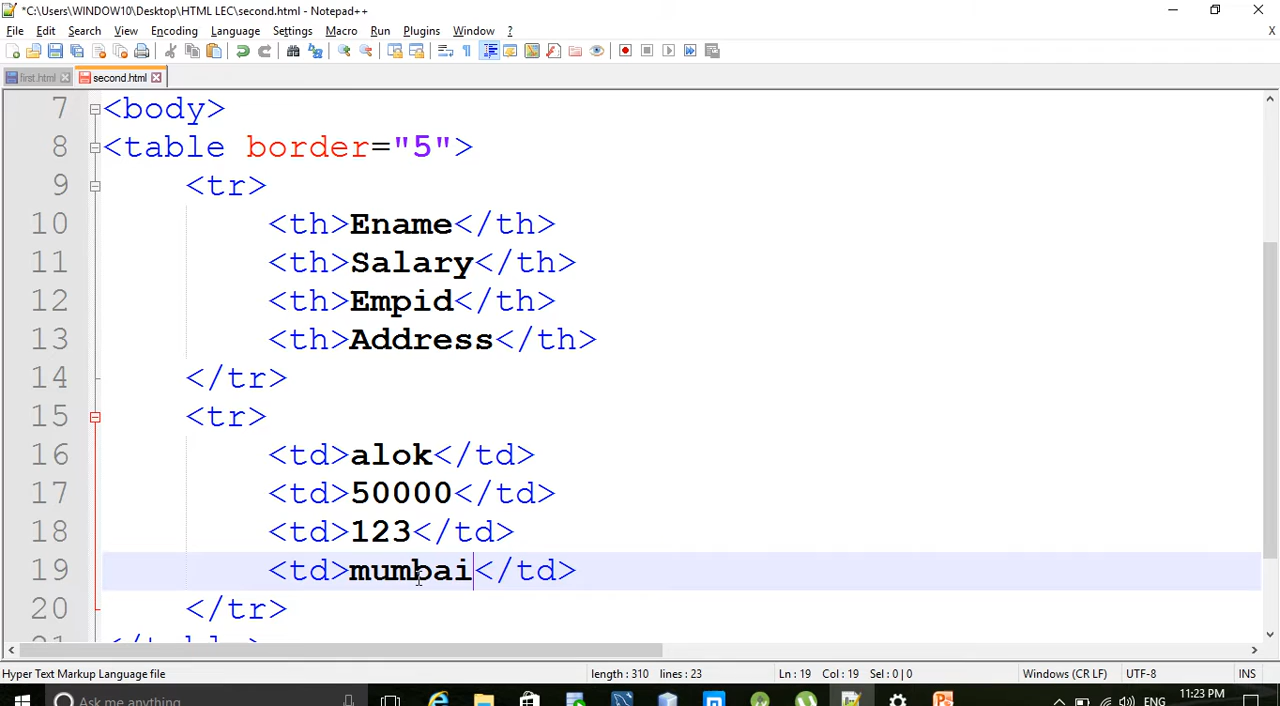 *C:\Users\WINDOW10\Desktop\HTML LEC\second.html - Notepad++
File Edit Search View Encoding Language Settings Macro Run Plugins Window ? X
first.html second.html
7 <body>
8 <table border="5">
9 <tr>
10 <th>Ename</th>
11 <th>Salary</th>
12 <th>Empid</th>
13 <th>Address</th>
14 </tr>
15 <tr>
16 <td>alok</td>
17 <td>50000</td>
18 <td>123</td>
19 <td>mumbai</td>
20 </tr>
21 </table>
Hyper Text Markup Language file length : 310 lines : 23 Ln : 19 Col : 19 Sel : 0 | 0 Windows (CR LF) UTF-8 INS
Ask me anything ENG 11:23 PM